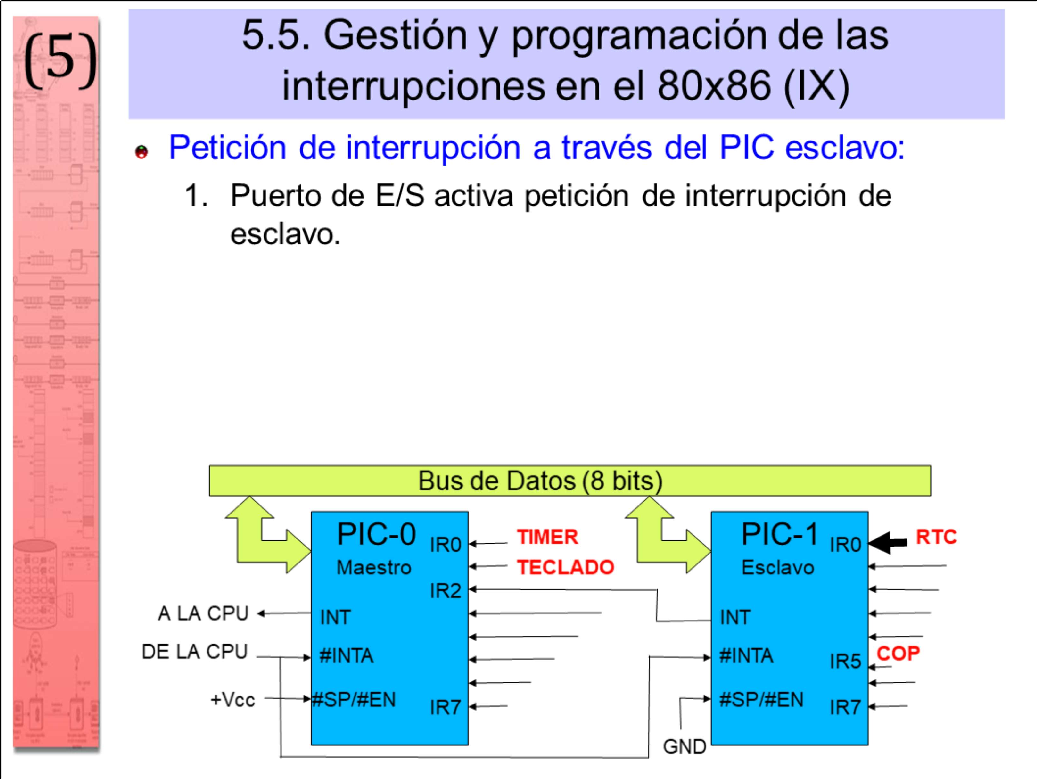 (5)
5.5. Gestión y programación de las
interrupciones en el 80x86 (IX)
Petición de interrupción a través del PIC esclavo:
1. Puerto de E/S activa petición de interrupción de
esclavo.
Bus de Datos (8 bits)
PIC-0
Maestro
IR0
TIMER
TECLADO
IR2
A LA CPU
INT
DE LA CPU
#INTA
+Vcc
#SP/#EN
IR7
PIC-1
Esclavo
IR0
RTC
INT
#INTA
IR5
COP
#SP/#EN
IR7
GND